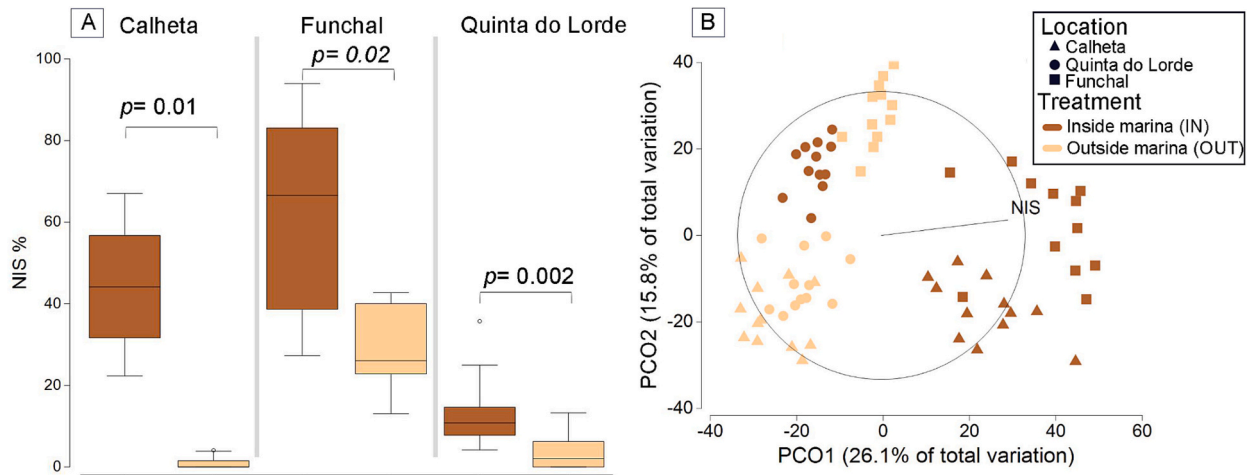 A
Calheta
Funchal
Quinta do Lorde
p= 0.01
p= 0.02
p= 0.002
NIS %
100
80
60
40
20
0
B
Location
Calheta
Quinta do Lorde
Funchal
Treatment
Inside marina (IN)
Outside marina (OUT)
NIS
PCO2 (15.8% of total variation)
40
20
0
-20
-40
-40 -20 0 20 40 60
PCO1 (26.1% of total variation)